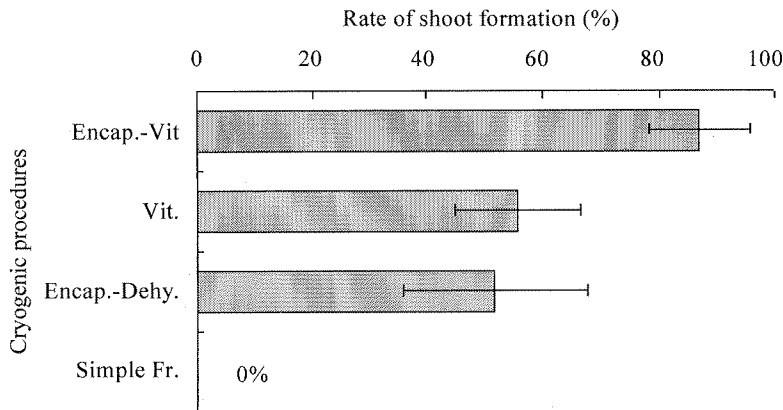 Rate of shoot formation (%)
0 20 40 60 80 100
Cryogenic procedures
Encap.-Vit
Vit.
Encap.-Dehy.
Simple Fr. 0%